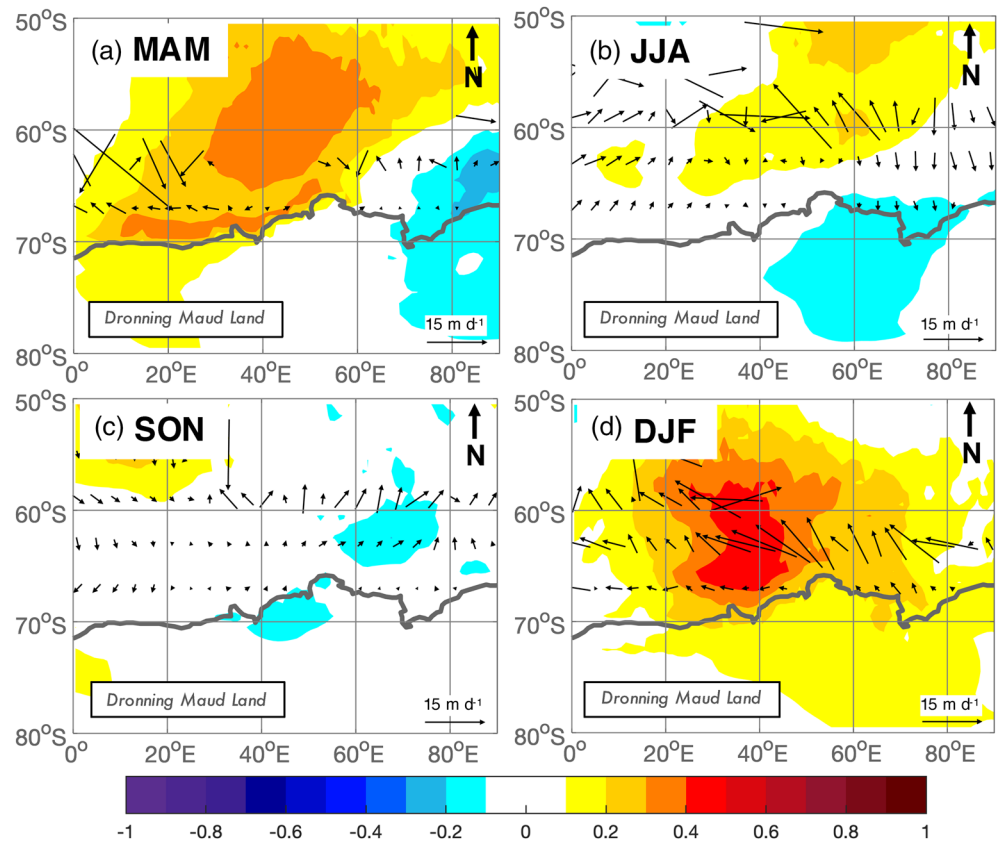 50°S
60°S
70°S
80°S
(a) MAM
N
Dronning Maud Land
15 m d-1
0° 20°E 40°E 60°E 80°E
50°S
60°S
70°S
80°S
(b) JJA
N
Dronning Maud Land
15 m d-1
0° 20°E 40°E 60°E 80°E
50°S
60°S
70°S
80°S
(c) SON
N
Dronning Maud Land
15 m d-1
0° 20°E 40°E 60°E 80°E
50°S
60°S
70°S
80°S
(d) DJF
N
Dronning Maud Land
15 m d-1
0° 20°E 40°E 60°E 80°E
-1 -0.8 -0.6 -0.4 -0.2 0 0.2 0.4 0.6 0.8 1